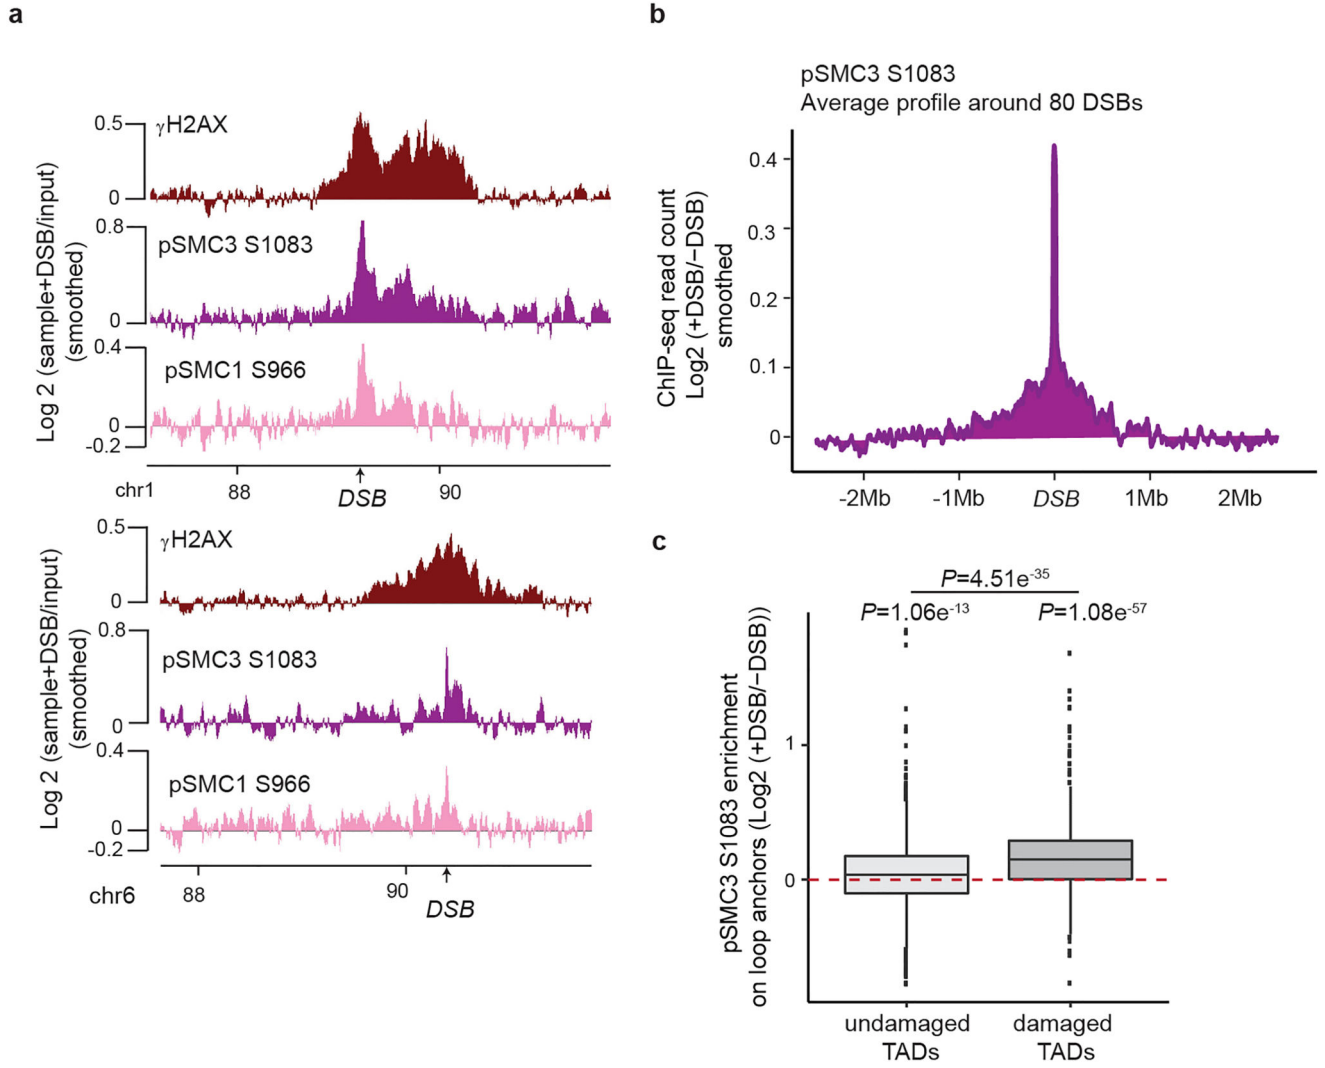 a
γH2AX
0.5
0
pSMC3 S1083
0.8
0
pSMC1 S966
0.4
0
-0.2
Log 2 (sample+DSB/input)
(smoothed)
chr1
88
DSB
90
γH2AX
0.5
0
pSMC3 S1083
0.8
0
pSMC1 S966
0.4
0
-0.2
Log 2 (sample+DSB/input)
(smoothed)
chr6
88
90
DSB
b
pSMC3 S1083
Average profile around 80 DSBs
ChIP-seq read count
Log2 (+DSB/−DSB)
smoothed
0.4
0.3
0.2
0.1
0
-2Mb
-1Mb
DSB
1Mb
2Mb
c
P=4.51e-35
P=1.06e-13
P=1.08e-57
pSMC3 S1083 enrichment
on loop anchors (Log2 (+DSB/−DSB))
1
0
undamaged
TADs
damaged
TADs